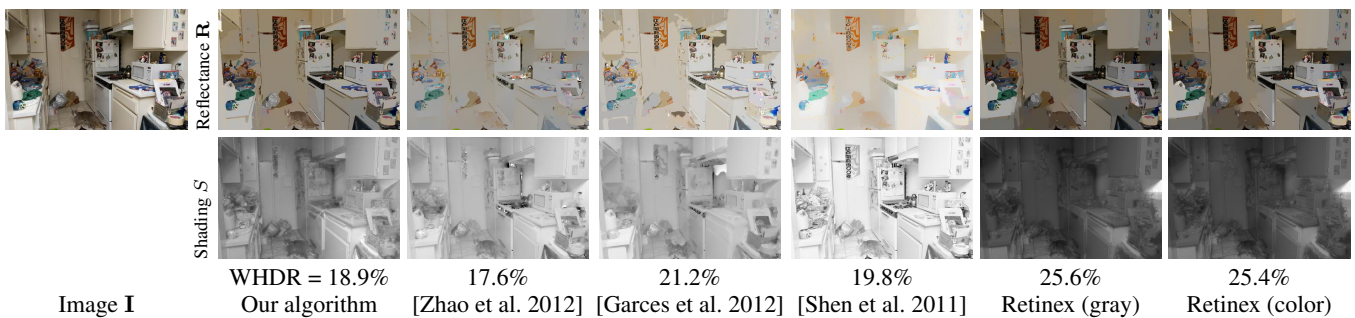 Reflectance R
Shading S
WHDR = 18.9% 17.6% 21.2% 19.8% 25.6% 25.4%
Image I Our algorithm [Zhao et al. 2012] [Garces et al. 2012] [Shen et al. 2011] Retinex (gray) Retinex (color)